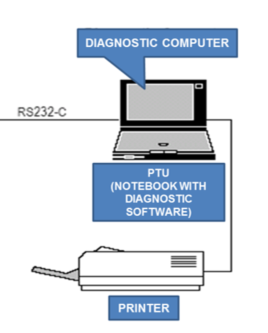 DIAGNOSTIC COMPUTER
RS232-C
PTU
(NOTEBOOK WITH
DIAGNOSTIC
SOFTWARE)
PRINTER